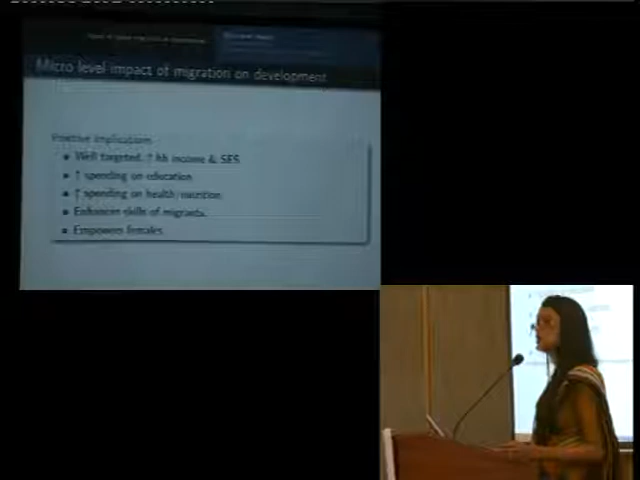 Micro level impact of migration on development
Positive Implications
Well targeted, ↑ hh income & SES
↑ spending on education
↑ spending on health/nutrition
Enhances skills of migrants
Empowers females